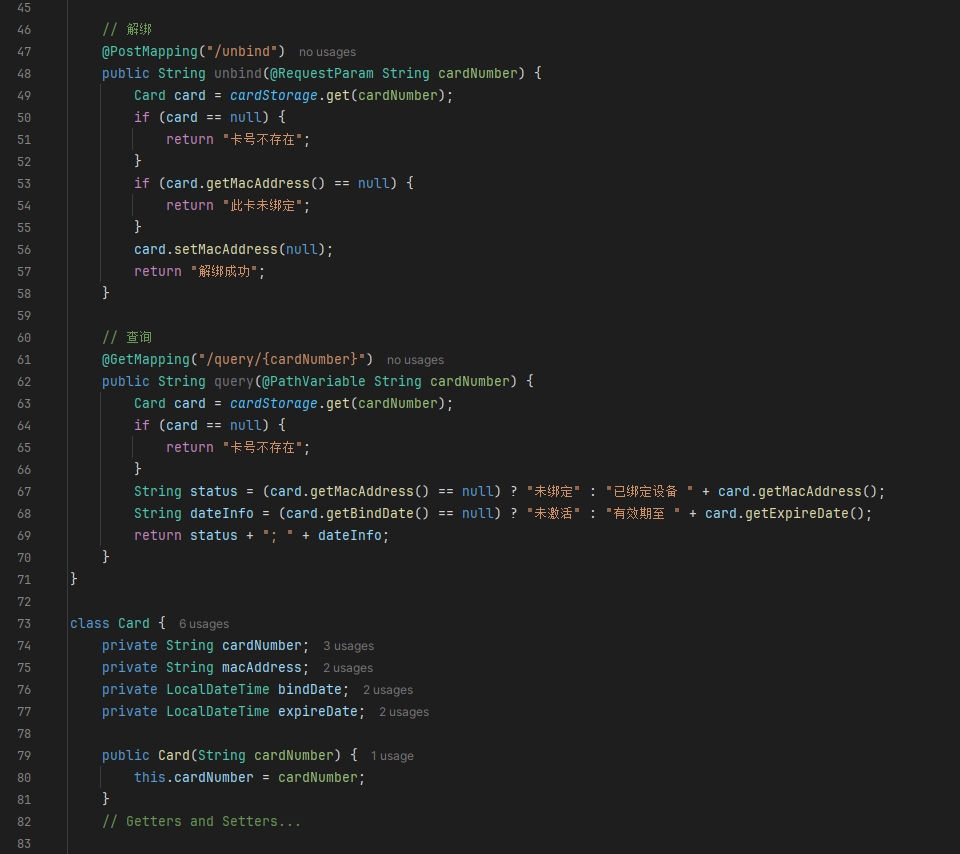 45
46 // 解绑
47 @PostMapping("/unbind") no usages
48 public String unbind(@RequestParam String cardNumber) {
49 Card card = cardStorage.get(cardNumber);
50 if (card == null) {
51 return "卡号不存在";
52 }
53 if (card.getMacAddress() == null) {
54 return "此卡未绑定";
55 }
56 card.setMacAddress(null);
57 return "解绑成功";
58 }
59
60 // 查询
61 @GetMapping("/query/{cardNumber}") no usages
62 public String query(@PathVariable String cardNumber) {
63 Card card = cardStorage.get(cardNumber);
64 if (card == null) {
65 return "卡号不存在";
66 }
67 String status = (card.getMacAddress() == null) ? "未绑定" : "已绑定设备 " + card.getMacAddress();
68 String dateInfo = (card.getBindDate() == null) ? "未激活" : "有效期至 " + card.getExpireDate();
69 return status + "; " + dateInfo;
70 }
71 }
72
73 class Card { 6 usages
74 private String cardNumber; 3 usages
75 private String macAddress; 2 usages
76 private LocalDateTime bindDate; 2 usages
77 private LocalDateTime expireDate; 2 usages
78
79 public Card(String cardNumber) { 1 usage
80 this.cardNumber = cardNumber;
81 }
82 // Getters and Setters...
83